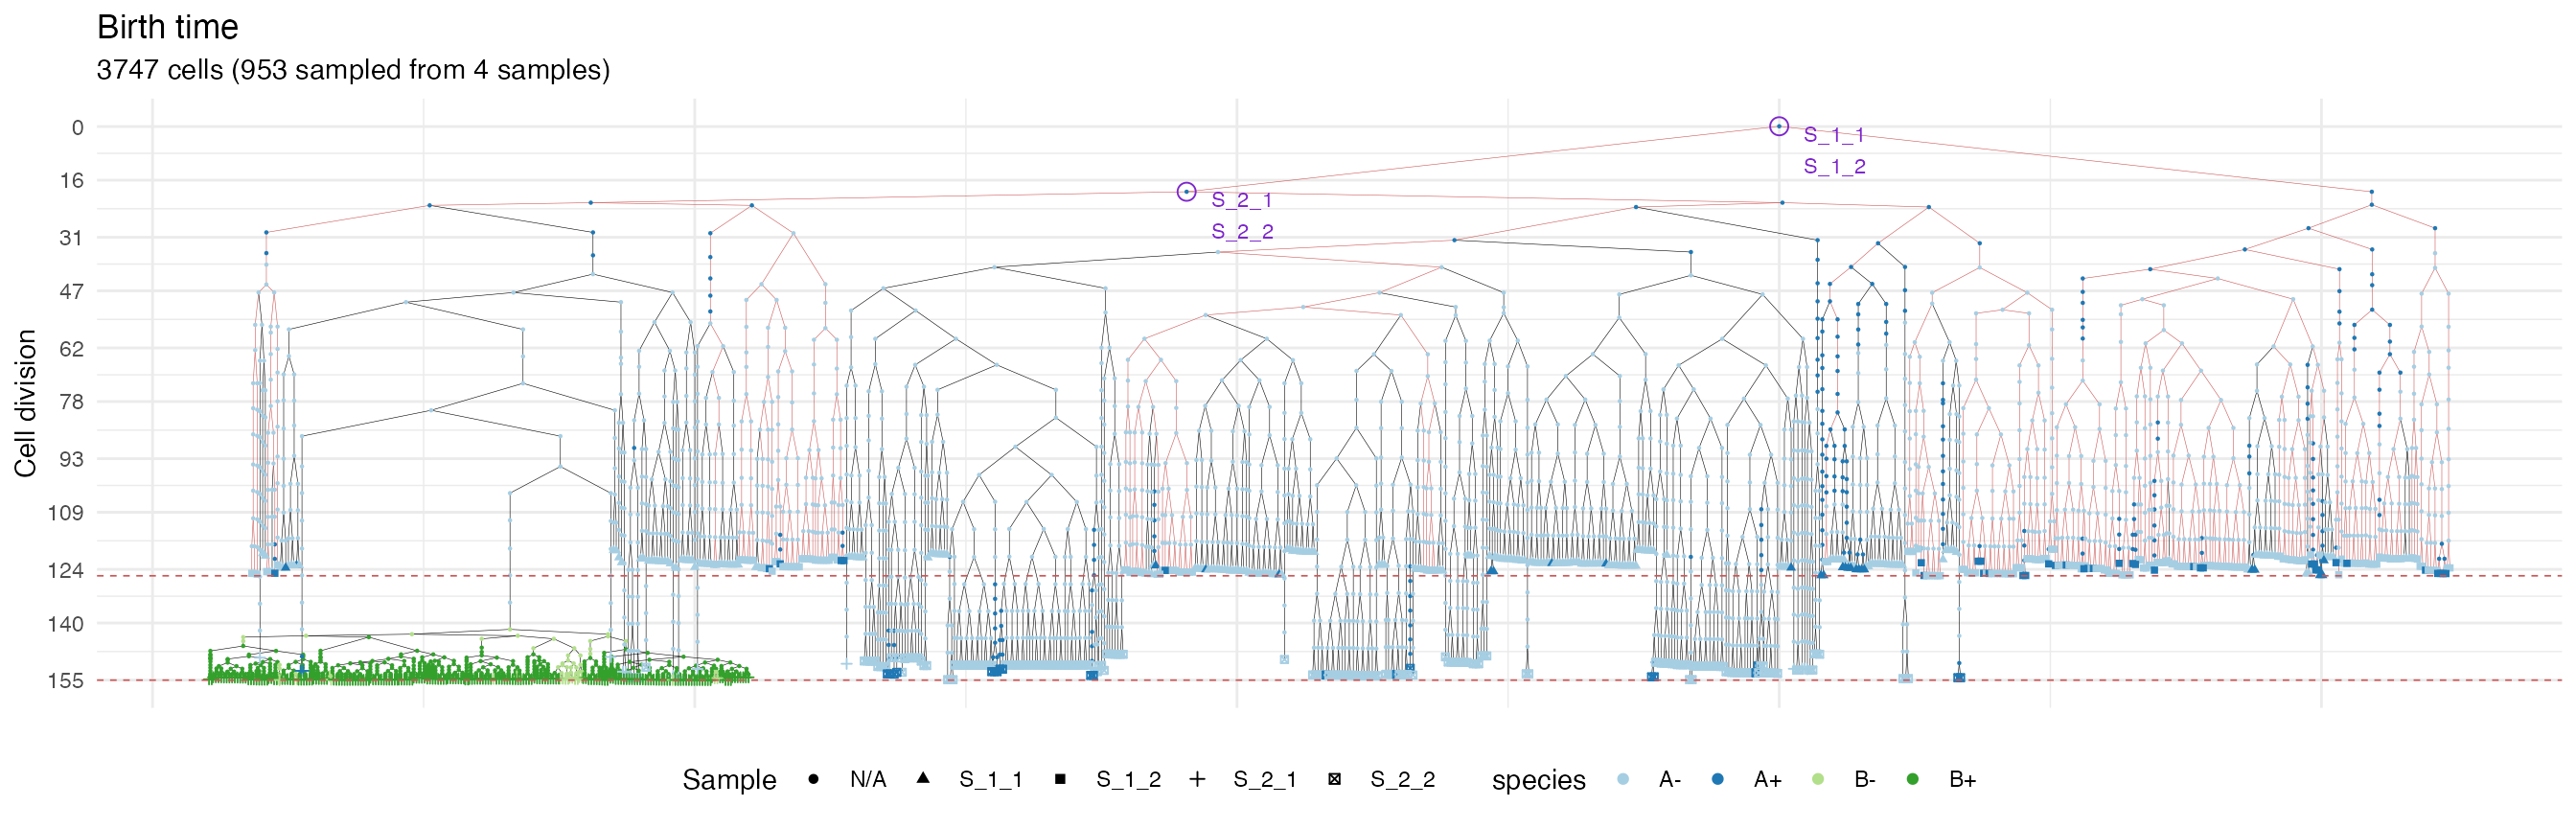 Birth time
3747 cells (953 sampled from 4 samples)
0
16
31
47
62
78
93
109
124
140
155
Cell division
S_1_1
S_1_2
S_2_1
S_2_2
Sample N/A S_1_1 S_1_2 S_2_1 S_2_2 species A- A+ B- B+